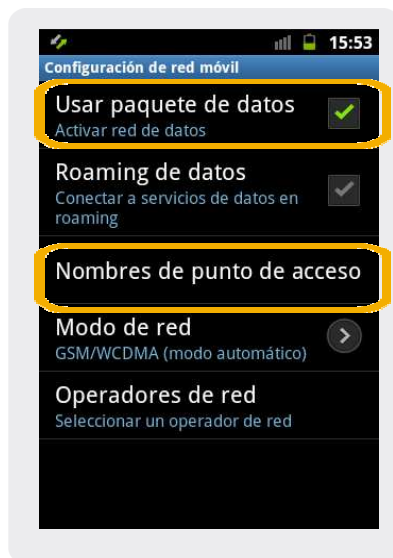 15:53
Configuración de red móvil
Usar paquete de datos
Activar red de datos
Roaming de datos
Conectar a servicios de datos en
roaming
Nombres de punto de acceso
Modo de red
GSM/WCDMA (modo automático)
Operadores de red
Seleccionar un operador de red